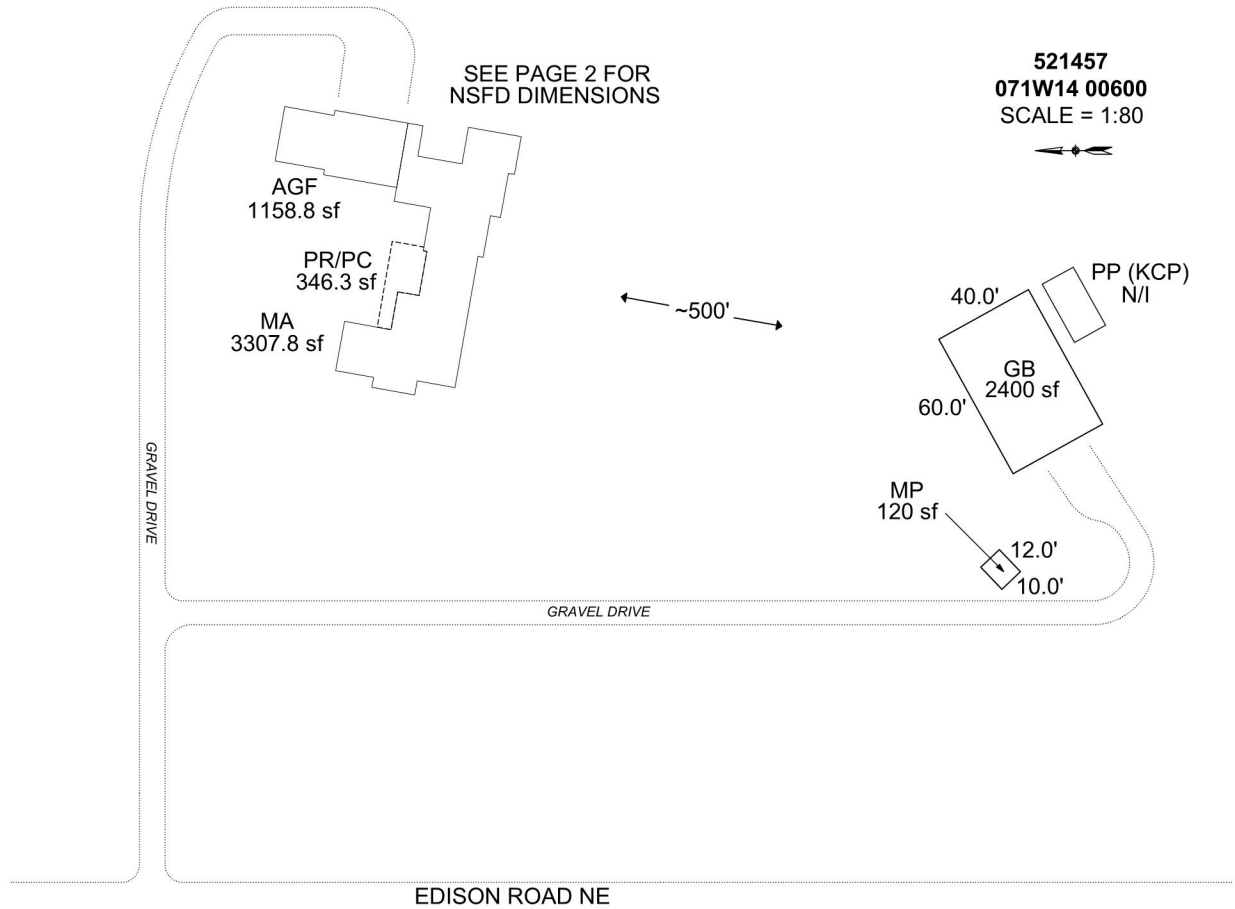 SEE PAGE 2 FOR
NSFD DIMENSIONS
521457
071W14 00600
SCALE = 1:80
AGF
1158.8 sf
PR/PC
346.3 sf
MA
3307.8 sf
~500'
PP (KCP)
N/I
40.0'
GB
2400 sf
60.0'
MP
120 sf
12.0'
10.0'
GRAVEL DRIVE
GRAVEL DRIVE
EDISON ROAD NE